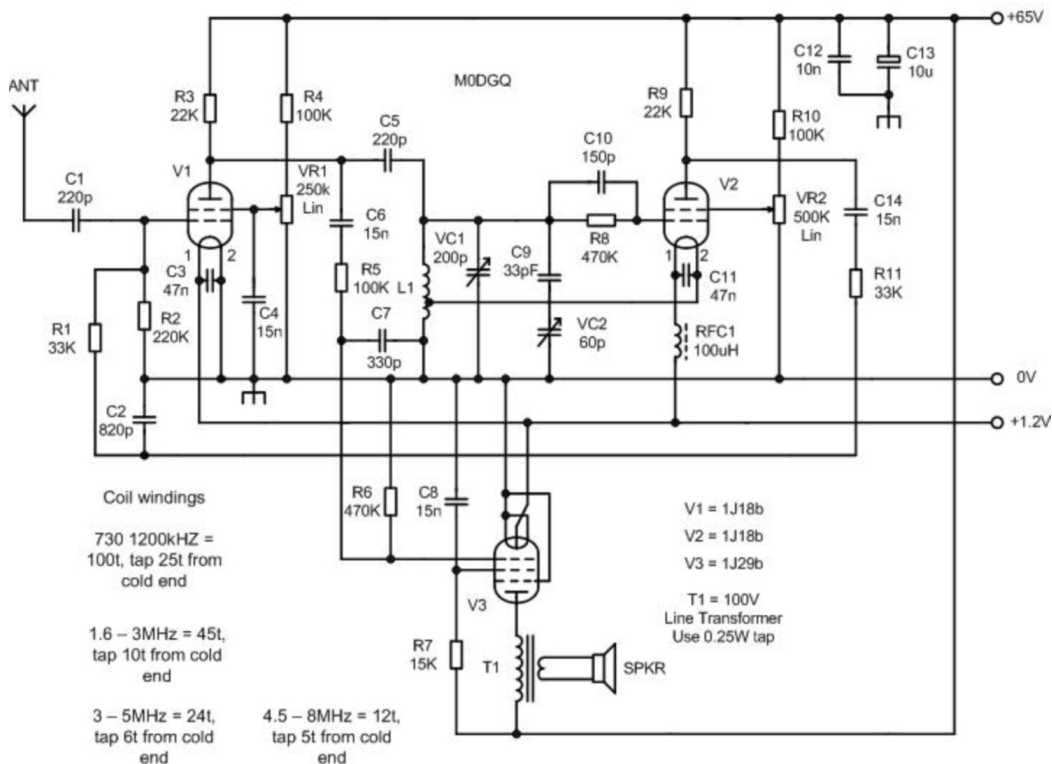 +65V
C12
10n
C13
10u
M0DGQ
ANT
R3
22K
R4
100K
C5
220p
R9
22K
R10
100K
C10
150p
V1
VR1
250k
Lin
V2
VR2
500K
Lin
C1
220p
C6
15n
VC1
200p
C9
33pF
R8
470K
C14
15n
1
2
C3
47n
R5
100K
L1
1
2
C11
47n
R11
33K
R1
33K
R2
220K
C4
15n
C7
330p
VC2
60p
RFC1
100uH
0V
C2
820p
+1.2V
Coil windings
730 1200kHZ =
100t, tap 25t from
cold end
R6
470K
C8
15n
V1 = 1J18b
V2 = 1J18b
V3 = 1J29b
V3
T1 = 100V
Line Transformer
Use 0.25W tap
1.6 – 3MHz = 45t,
tap 10t from cold
end
R7
15K
T1
SPKR
3 – 5MHz = 24t,
tap 6t from cold
end
4.5 – 8MHz = 12t,
tap 5t from cold
end